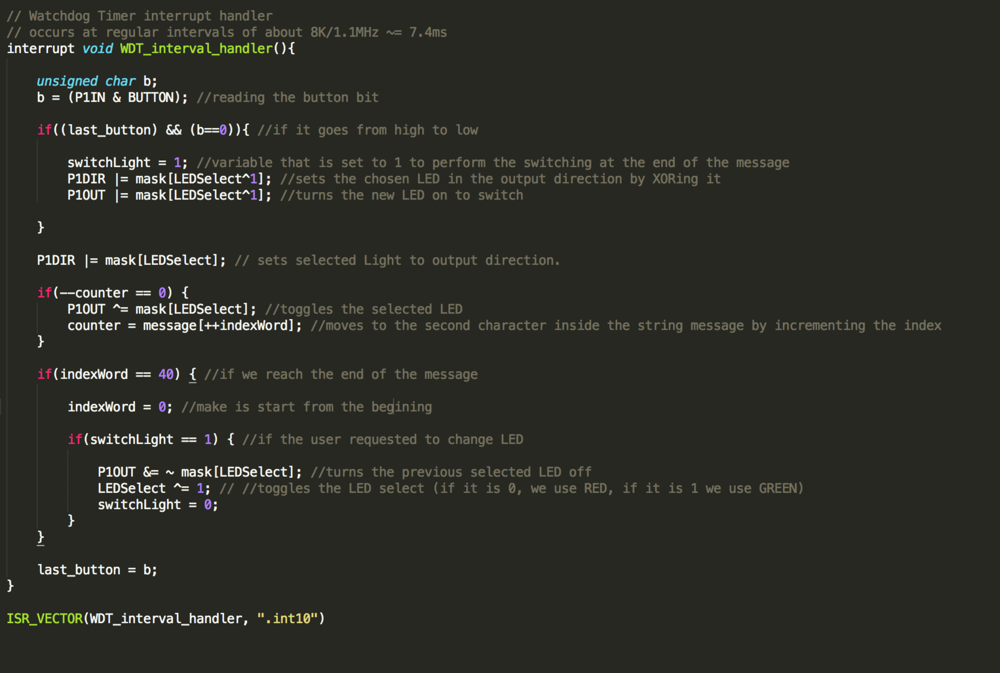 // Watchdog Timer interrupt handler
// occurs at regular intervals of about 8K/1.1MHz ~= 7.4ms
interrupt void WDT_interval_handler(){
unsigned char b;
b = (P1IN & BUTTON); //reading the button bit
if((last_button) && (b==0)){ //if it goes from high to low
switchLight = 1; //variable that is set to 1 to perform the switching at the end of the message
P1DIR |= mask[LEDSelect^1]; //sets the chosen LED in the output direction by XORing it
P1OUT |= mask[LEDSelect^1]; //turns the new LED on to switch
}
P1DIR |= mask[LEDSelect]; // sets selected Light to output direction.
if(--counter == 0) {
P1OUT ^= mask[LEDSelect]; //toggles the selected LED
counter = message[++indexWord]; //moves to the second character inside the string message by incrementing the index
}
if(indexWord == 40) { //if we reach the end of the message
indexWord = 0; //make is start from the begining
if(switchLight == 1) { //if the user requested to change LED
P1OUT &= ~ mask[LEDSelect]; //turns the previous selected LED off
LEDSelect ^= 1; // //toggles the LED select (if it is 0, we use RED, if it is 1 we use GREEN)
switchLight = 0;
}
}
last_button = b;
}
ISR_VECTOR(WDT_interval_handler, ".int10")